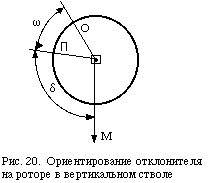 ω
О
П
δ
М
Рис. 20. Ориентирование отклонителя
на роторе в вертикальном стволе